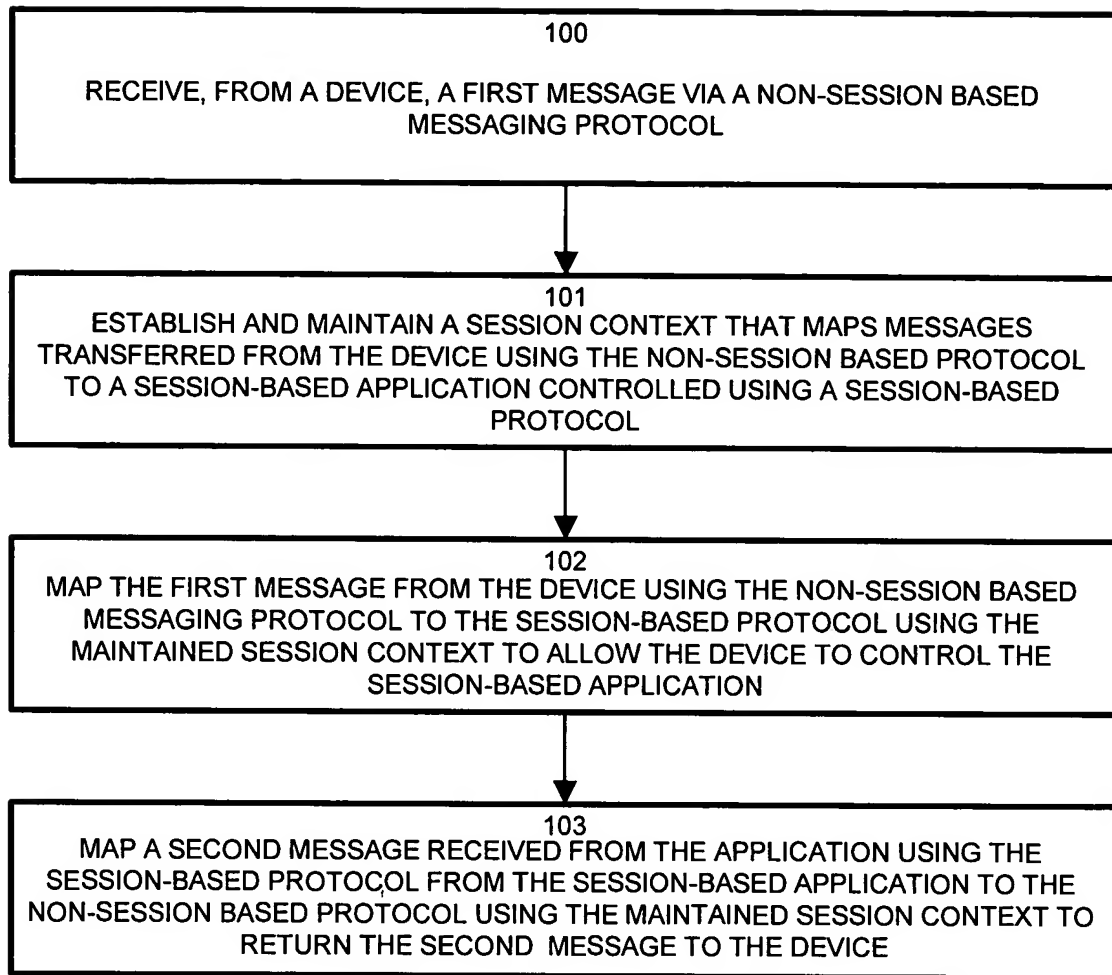 100
RECEIVE, FROM A DEVICE, A FIRST MESSAGE VIA A NON-SESSION BASED
MESSAGING PROTOCOL
101
ESTABLISH AND MAINTAIN A SESSION CONTEXT THAT MAPS MESSAGES
TRANSFERRED FROM THE DEVICE USING THE NON-SESSION BASED PROTOCOL
TO A SESSION-BASED APPLICATION CONTROLLED USING A SESSION-BASED
PROTOCOL
102
MAP THE FIRST MESSAGE FROM THE DEVICE USING THE NON-SESSION BASED
MESSAGING PROTOCOL TO THE SESSION-BASED PROTOCOL USING THE
MAINTAINED SESSION CONTEXT TO ALLOW THE DEVICE TO CONTROL THE
SESSION-BASED APPLICATION
103
MAP A SECOND MESSAGE RECEIVED FROM THE APPLICATION USING THE
SESSION-BASED PROTOCOL FROM THE SESSION-BASED APPLICATION TO THE
NON-SESSION BASED PROTOCOL USING THE MAINTAINED SESSION CONTEXT TO
RETURN THE SECOND MESSAGE TO THE DEVICE